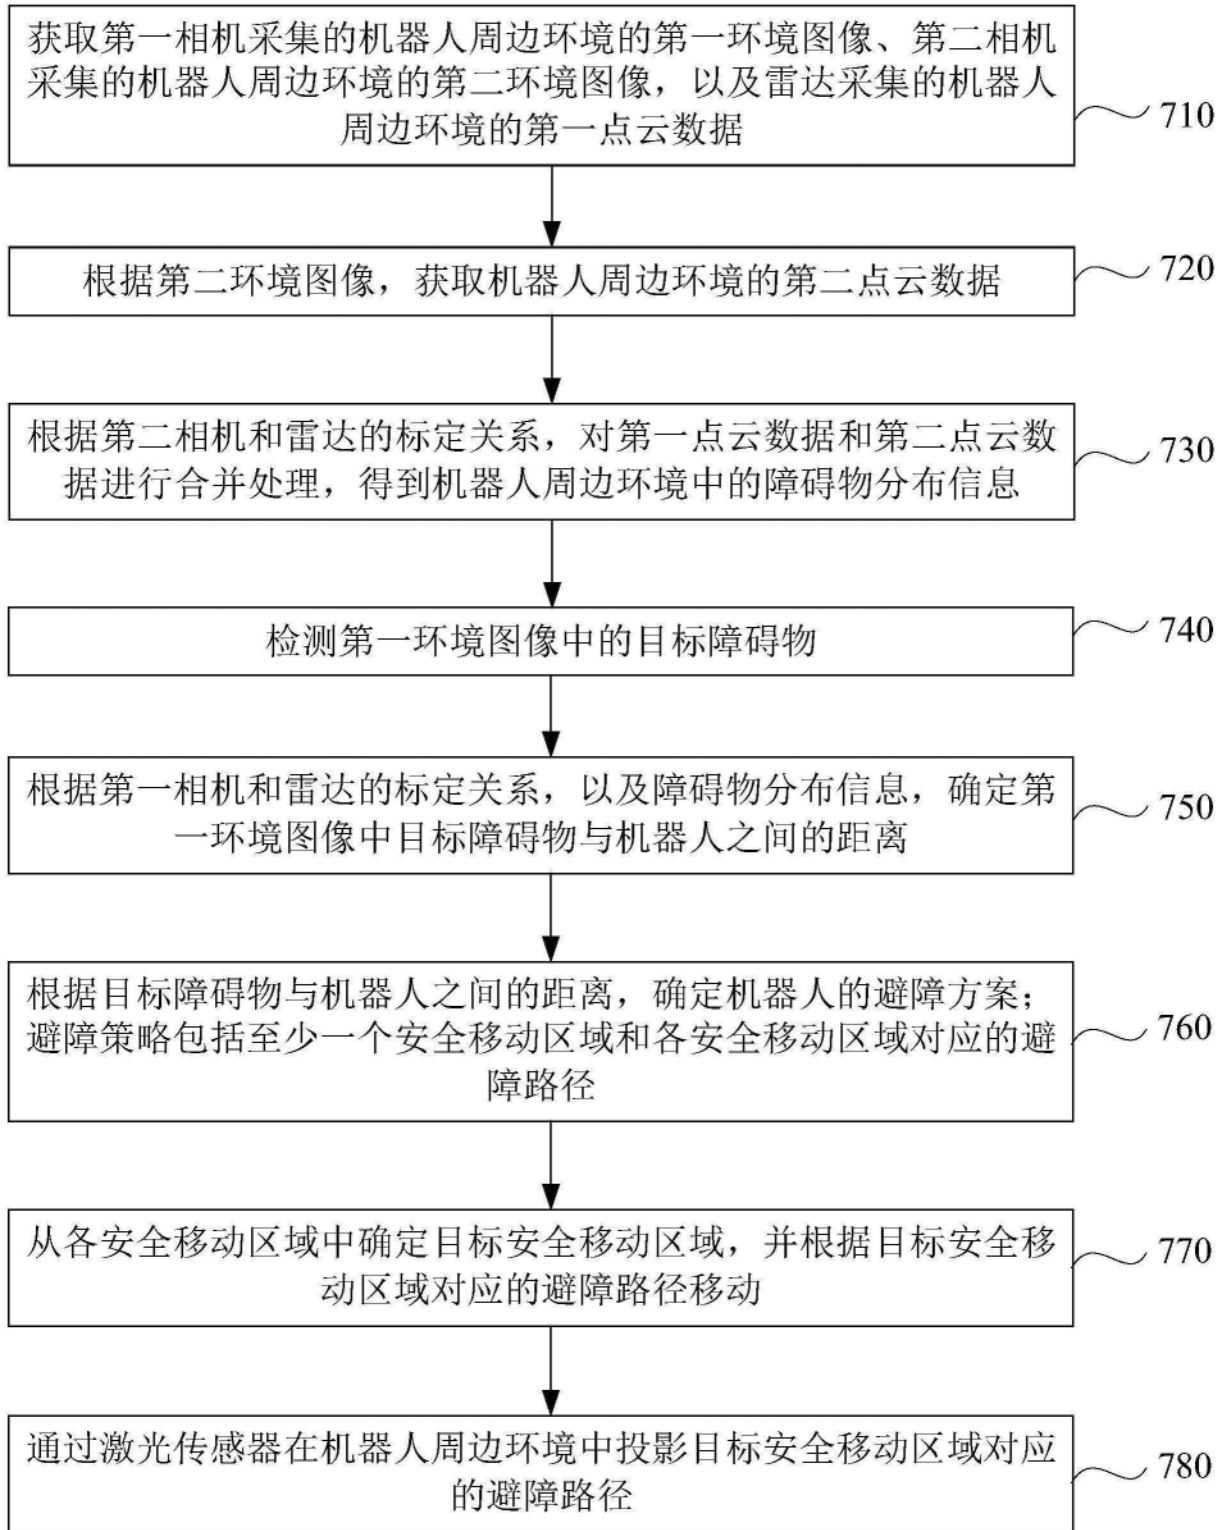 获取第一相机采集的机器人周边环境的第一环境图像、第二相机
采集的机器人周边环境的第二环境图像，以及雷达采集的机器人
周边环境的第一点云数据
710
根据第二环境图像，获取机器人周边环境的第二点云数据
720
根据第二相机和雷达的标定关系，对第一点云数据和第二点云数
据进行合并处理，得到机器人周边环境中的障碍物分布信息
730
检测第一环境图像中的目标障碍物
740
根据第一相机和雷达的标定关系，以及障碍物分布信息，确定第
一环境图像中目标障碍物与机器人之间的距离
750
根据目标障碍物与机器人之间的距离，确定机器人的避障方案；
避障策略包括至少一个安全移动区域和各安全移动区域对应的避
障路径
760
从各安全移动区域中确定目标安全移动区域，并根据目标安全移
动区域对应的避障路径移动
770
通过激光传感器在机器人周边环境中投影目标安全移动区域对应
的避障路径
780